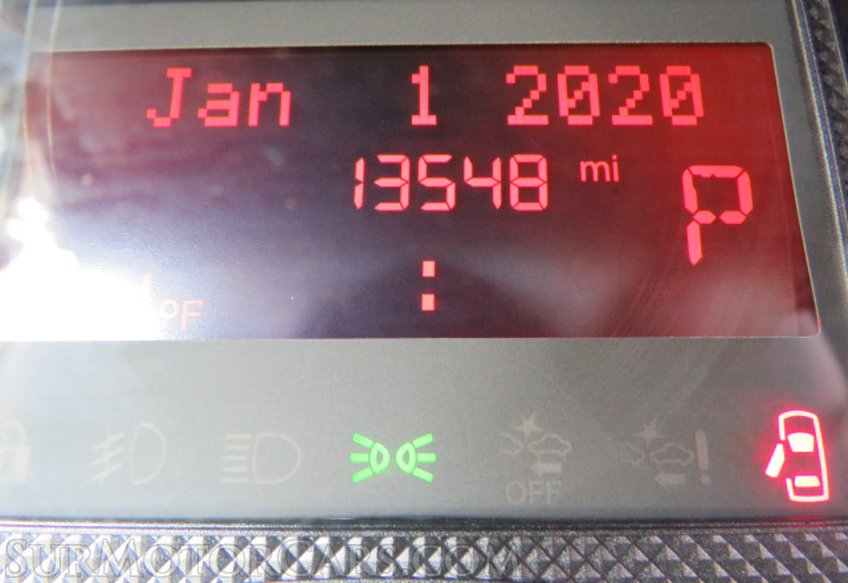 Jan 1 2020
13548 mi
P
:
°F
OFF
SurMotorCars.com